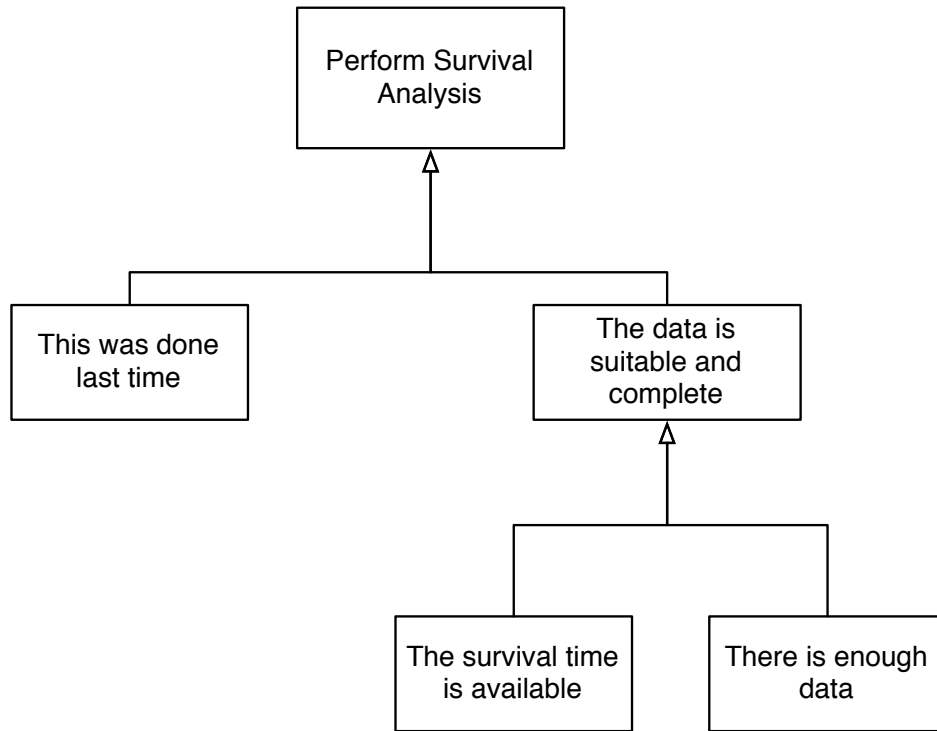 Perform Survival
Analysis
This was done
last time
The data is
suitable and
complete
The survival time
is available
There is enough
data